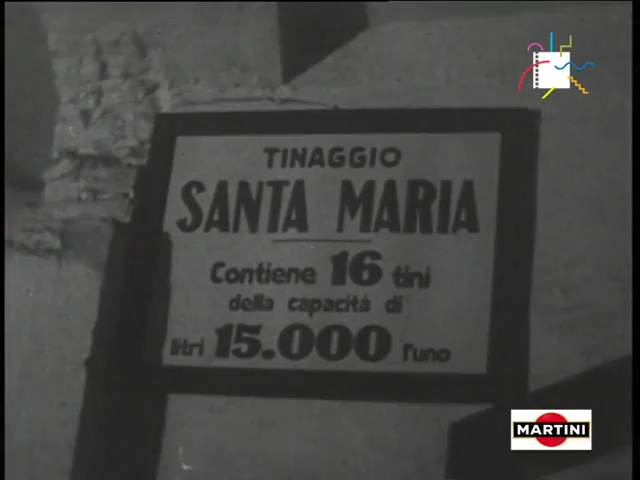 TINAGGIO
SANTA MARIA
Contiene 16 tini
della capacità di
litri 15.000 l'uno
MARTINI